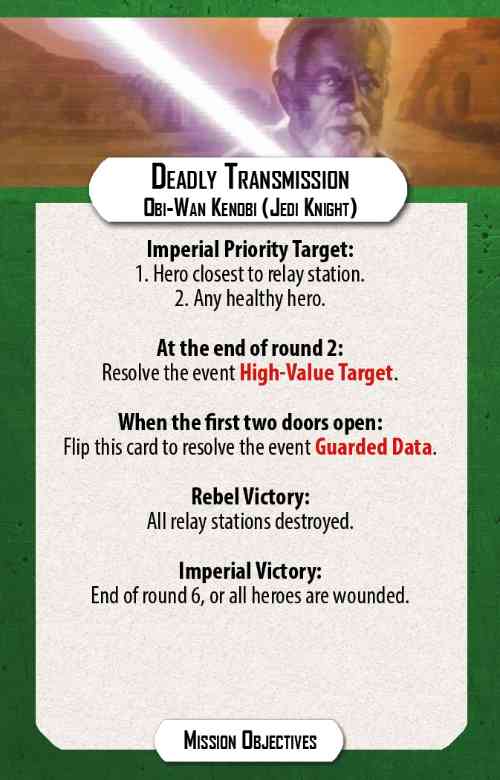 Deadly Transmission
Obi-Wan Kenobi (Jedi Knight)
Imperial Priority Target:
1. Hero closest to relay station.
2. Any healthy hero.
At the end of round 2:
Resolve the event High-Value Target.
When the first two doors open:
Flip this card to resolve the event Guarded Data.
Rebel Victory:
All relay stations destroyed.
Imperial Victory:
End of round 6, or all heroes are wounded.
Mission Objectives